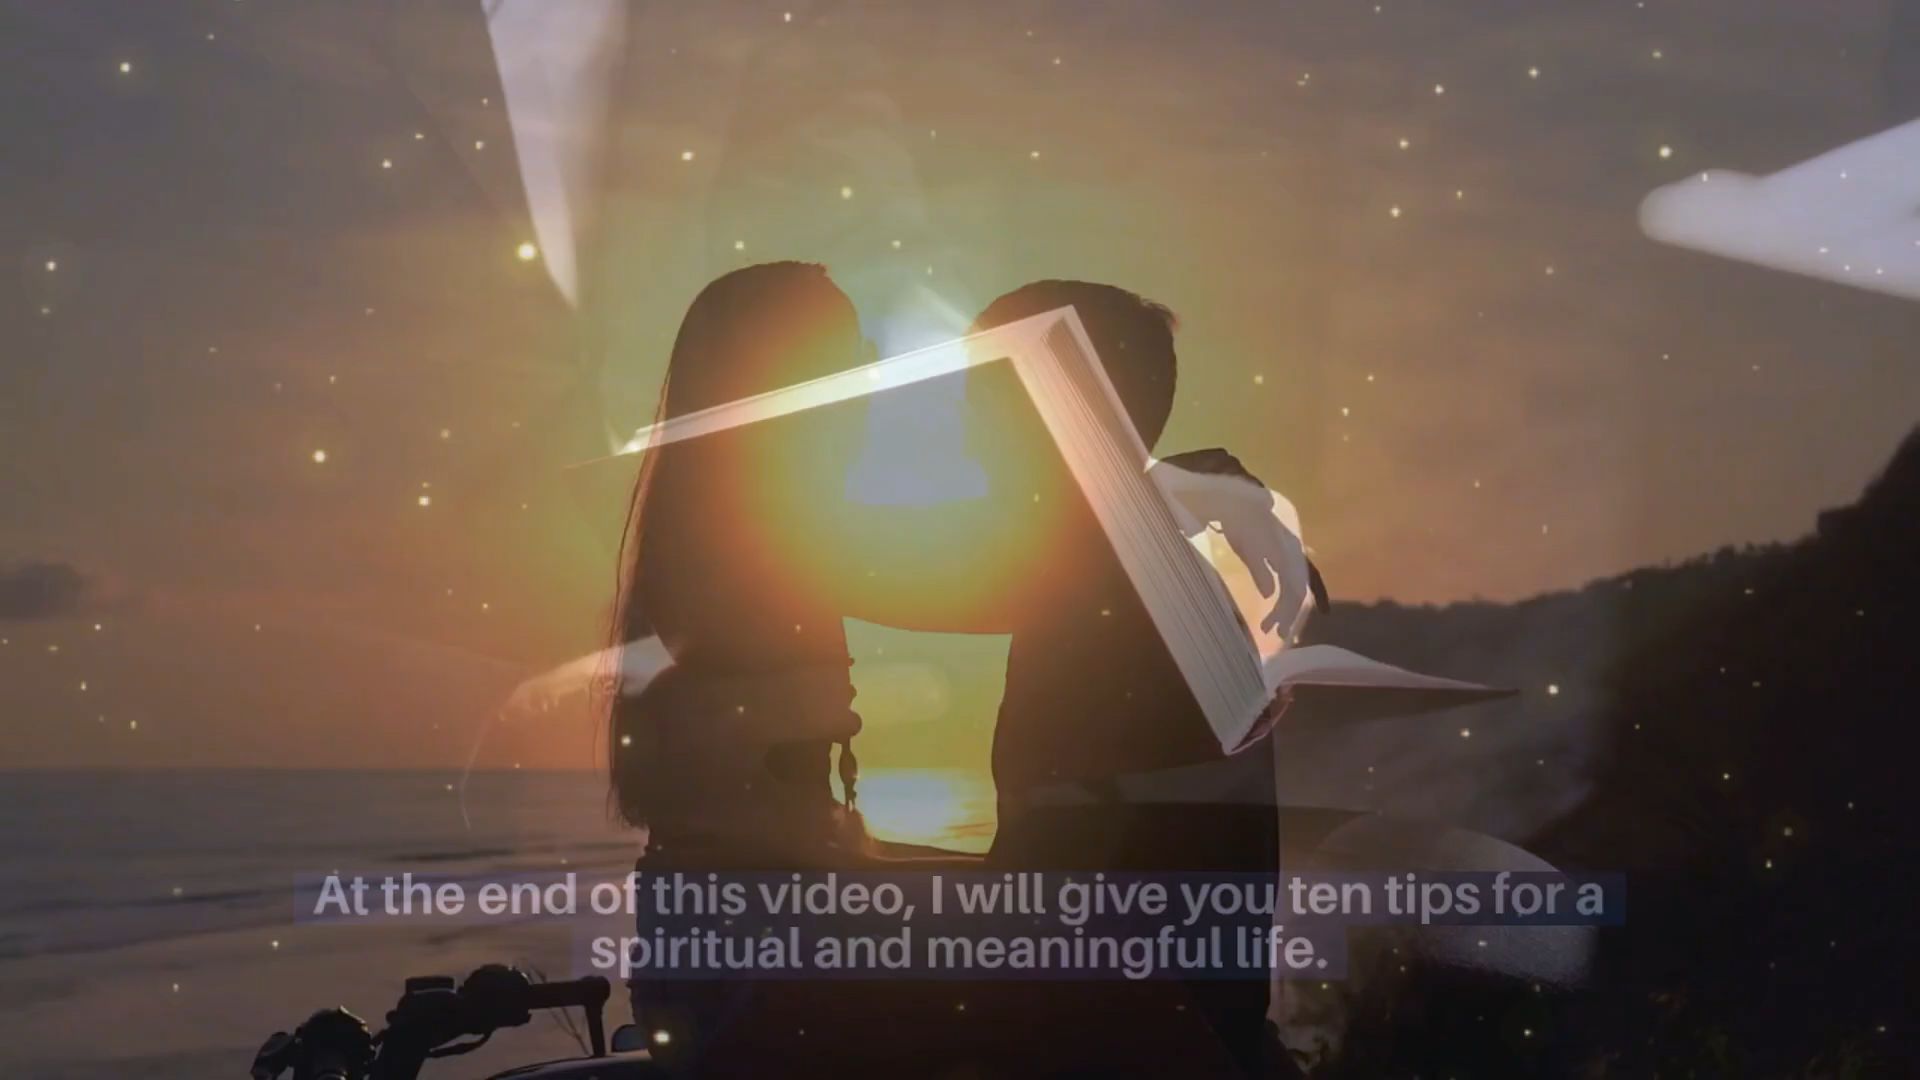 At the end of this video, I will give you ten tips for a
spiritual and meaningful life.